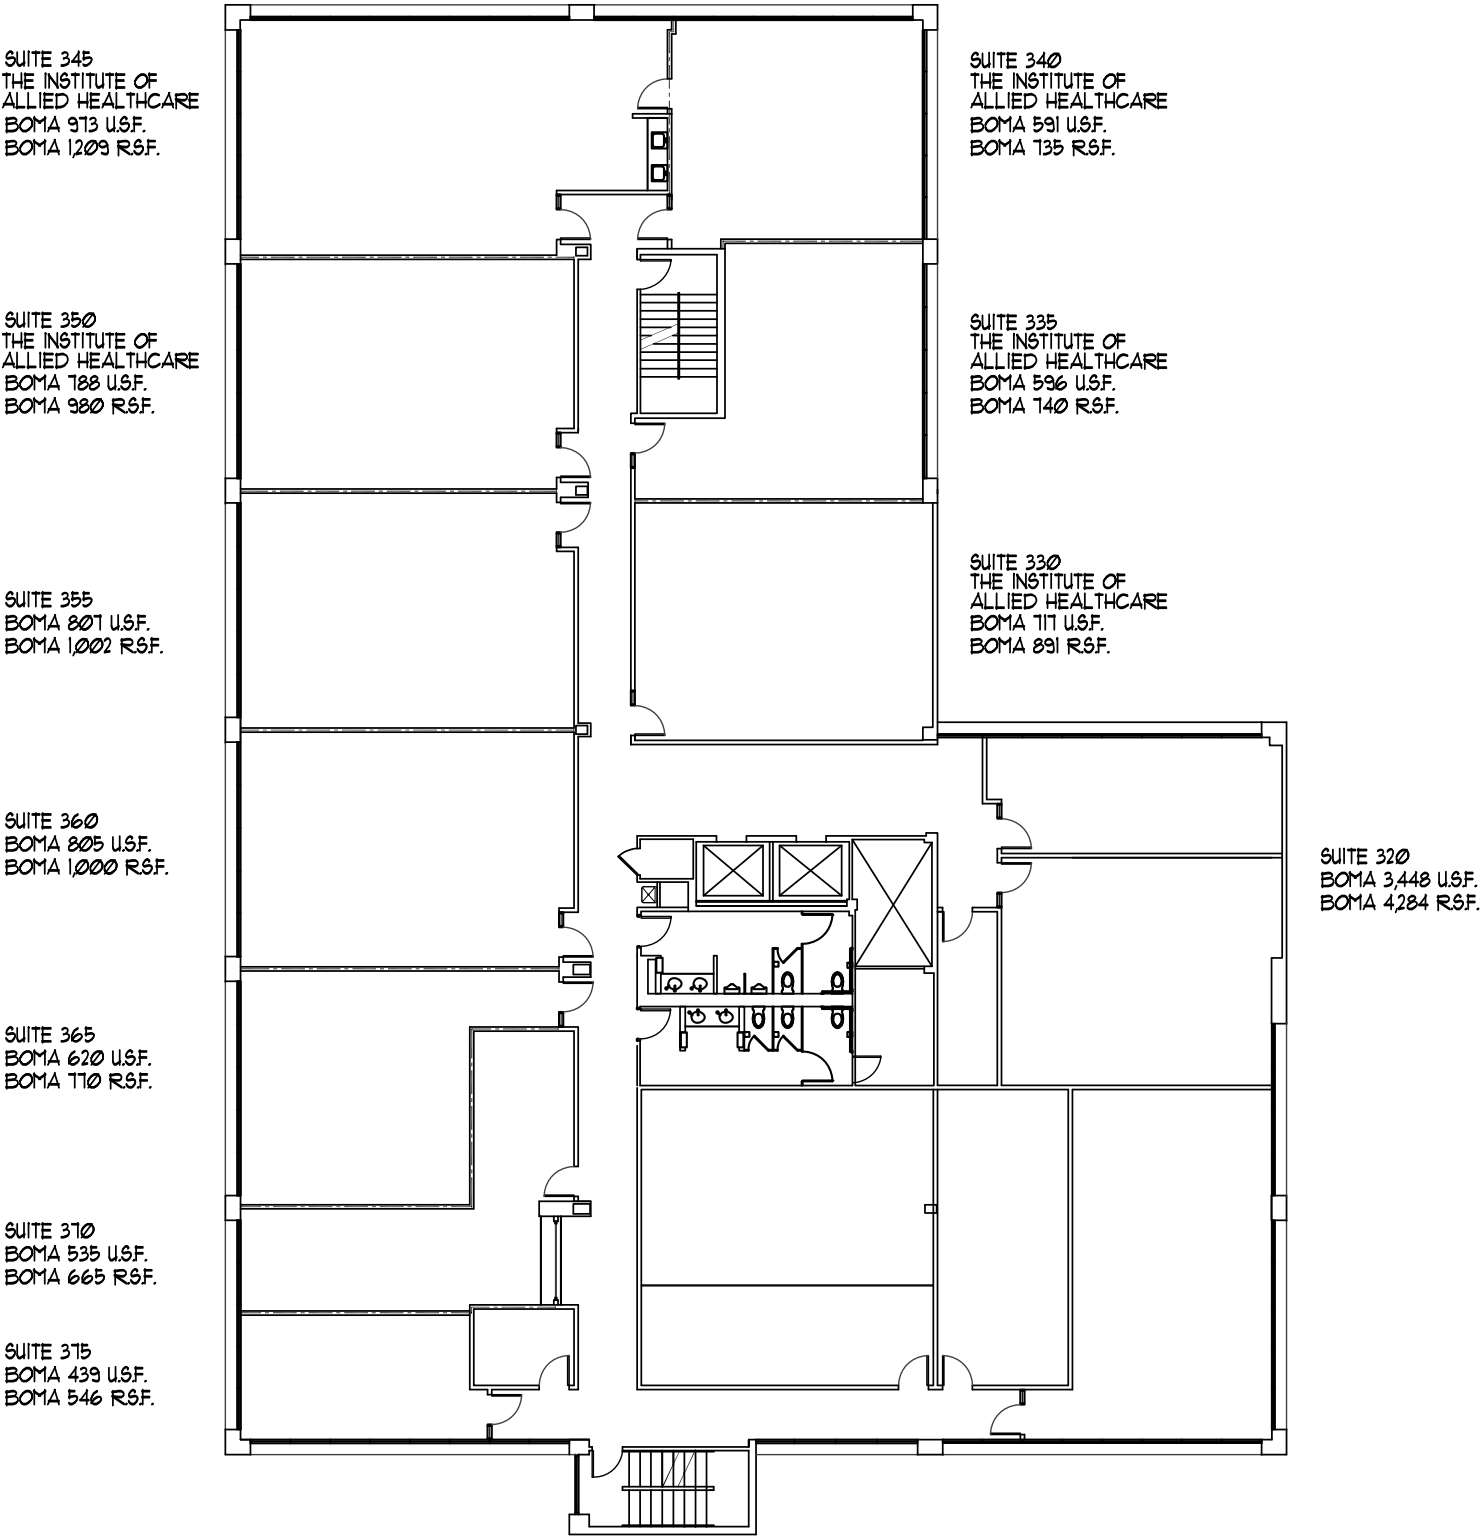 SUITE 345
THE INSTITUTE OF
ALLIED HEALTHCARE
BOMA 973 U.S.F.
BOMA 1,209 R.S.F.
SUITE 340
THE INSTITUTE OF
ALLIED HEALTHCARE
BOMA 591 U.S.F.
BOMA 735 R.S.F.
SUITE 350
THE INSTITUTE OF
ALLIED HEALTHCARE
BOMA 788 U.S.F.
BOMA 980 R.S.F.
SUITE 335
THE INSTITUTE OF
ALLIED HEALTHCARE
BOMA 596 U.S.F.
BOMA 740 R.S.F.
SUITE 355
BOMA 807 U.S.F.
BOMA 1,002 R.S.F.
SUITE 330
THE INSTITUTE OF
ALLIED HEALTHCARE
BOMA 717 U.S.F.
BOMA 891 R.S.F.
SUITE 360
BOMA 805 U.S.F.
BOMA 1,000 R.S.F.
SUITE 320
BOMA 3,448 U.S.F.
BOMA 4,284 R.S.F.
SUITE 365
BOMA 620 U.S.F.
BOMA 770 R.S.F.
SUITE 370
BOMA 535 U.S.F.
BOMA 665 R.S.F.
SUITE 375
BOMA 439 U.S.F.
BOMA 546 R.S.F.